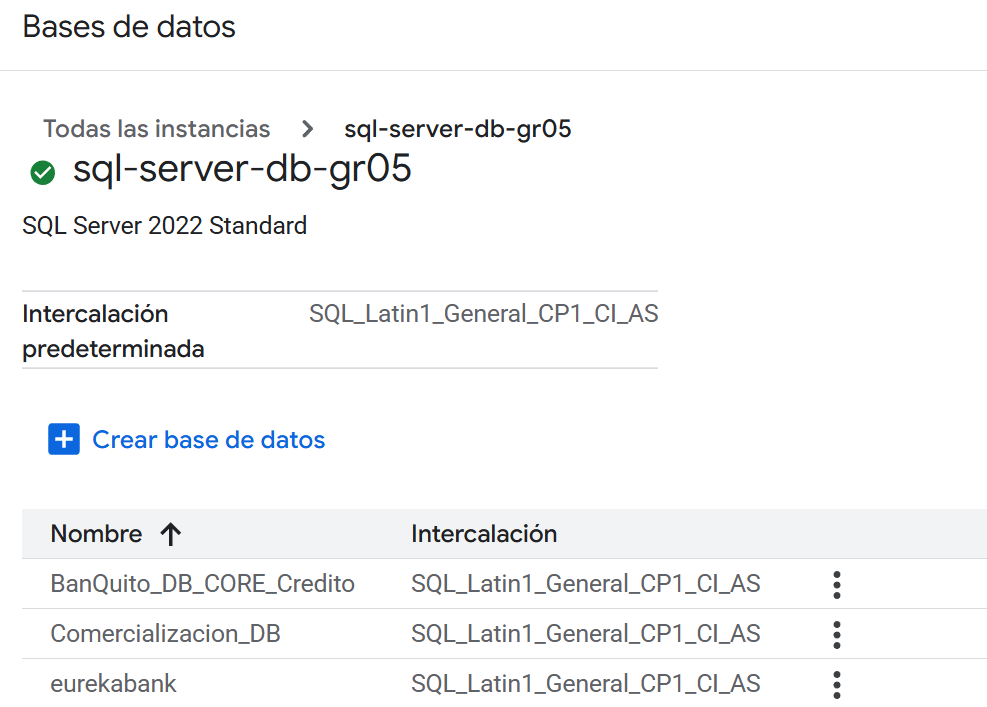 Bases de datos
Todas las instancias > sql-server-db-gr05
sql-server-db-gr05
SQL Server 2022 Standard
Intercalación predeterminada SQL_Latin1_General_CP1_CI_AS
Crear base de datos
Nombre Intercalación
BanQuito_DB_CORE_Credito SQL_Latin1_General_CP1_CI_AS
Comercializacion_DB SQL_Latin1_General_CP1_CI_AS
eurekabank SQL_Latin1_General_CP1_CI_AS